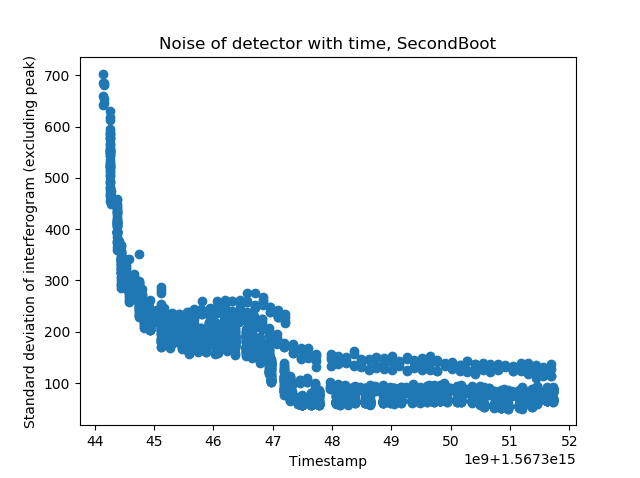 Noise of detector with time, SecondBoot
Standard deviation of interferogram (excluding peak)
700
600
500
400
300
200
100
44 45 46 47 48 49 50 51 52
Timestamp
1e9+1.5673e15